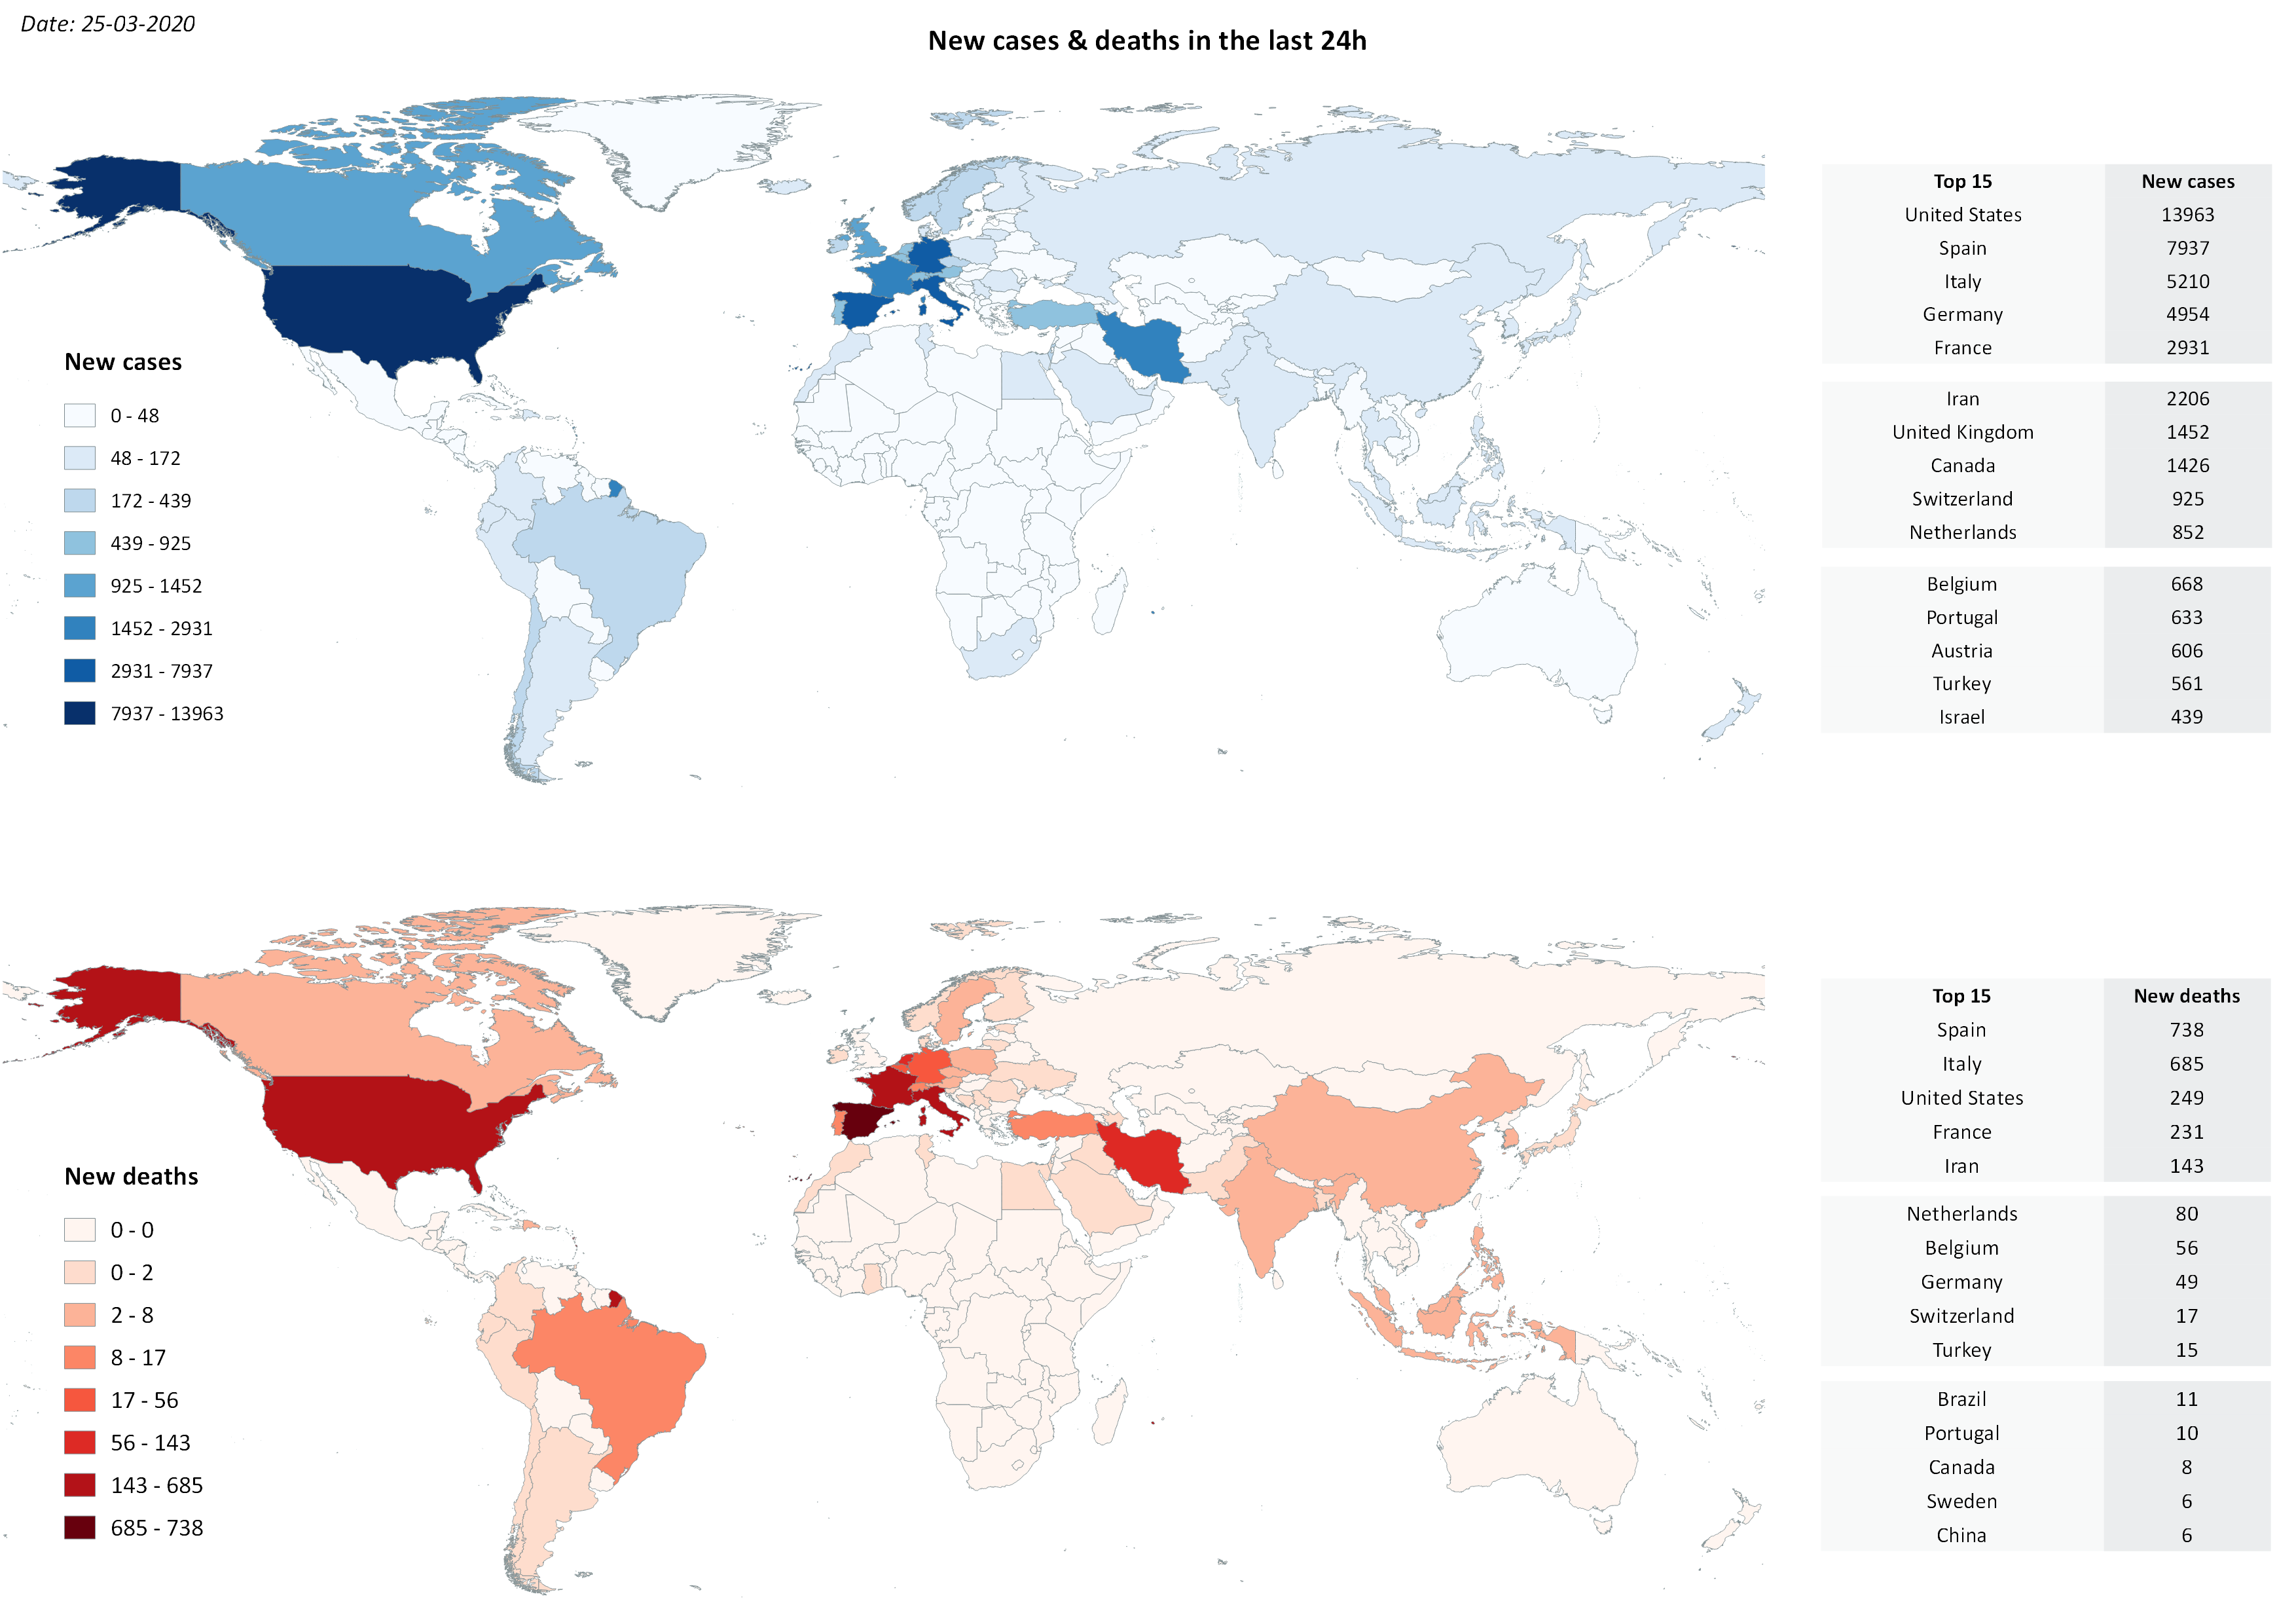 Date: 25-03-2020
New cases & deaths in the last 24h
New cases
0 - 48
48 - 172
172 - 439
439 - 925
925 - 1452
1452 - 2931
2931 - 7937
7937 - 13963
Top 15 New cases
United States 13963
Spain 7937
Italy 5210
Germany 4954
France 2931
Iran 2206
United Kingdom 1452
Canada 1426
Switzerland 925
Netherlands 852
Belgium 668
Portugal 633
Austria 606
Turkey 561
Israel 439
New deaths
0 - 0
0 - 2
2 - 8
8 - 17
17 - 56
56 - 143
143 - 685
685 - 738
Top 15 New deaths
Spain 738
Italy 685
United States 249
France 231
Iran 143
Netherlands 80
Belgium 56
Germany 49
Switzerland 17
Turkey 15
Brazil 11
Portugal 10
Canada 8
Sweden 6
China 6